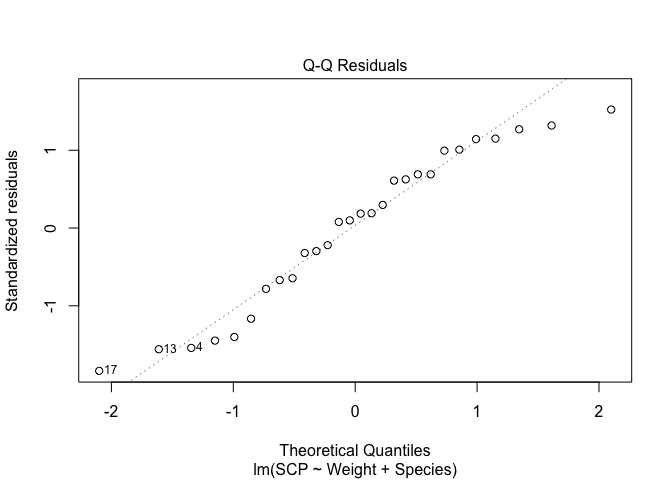 Q-Q Residuals
Standardized residuals
1
0
-1
17
13
4
-2 -1 0 1 2
Theoretical Quantiles
lm(SCP ~ Weight + Species)